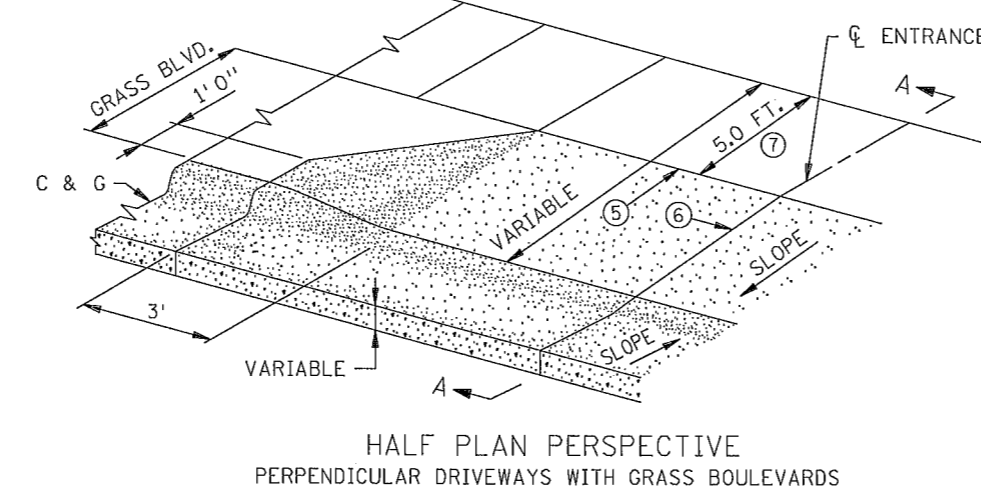 GRASS BLVD.
1' 0"
C & G
3'
VARIABLE
VARIABLE
5
6
5.0 FT.
7
℄ ENTRANCE
A
SLOPE
SLOPE
A
HALF PLAN PERSPECTIVE
PERPENDICULAR DRIVEWAYS WITH GRASS BOULEVARDS